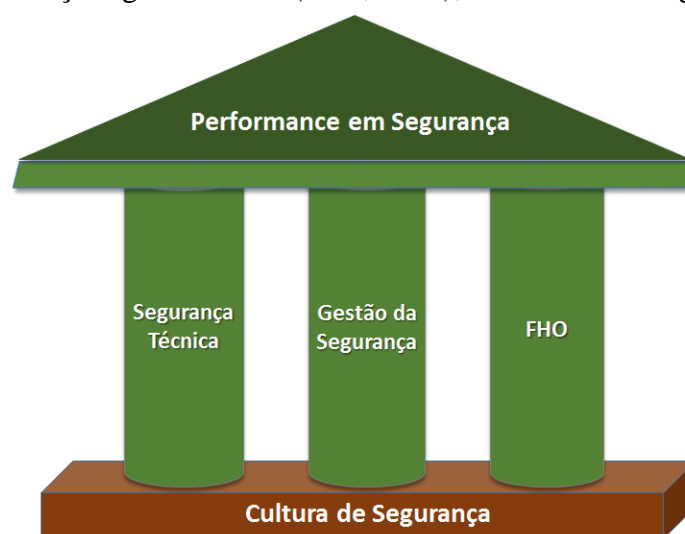 Performance em Segurança
Segurança
Técnica
Gestão da
Segurança
FHO
Cultura de Segurança